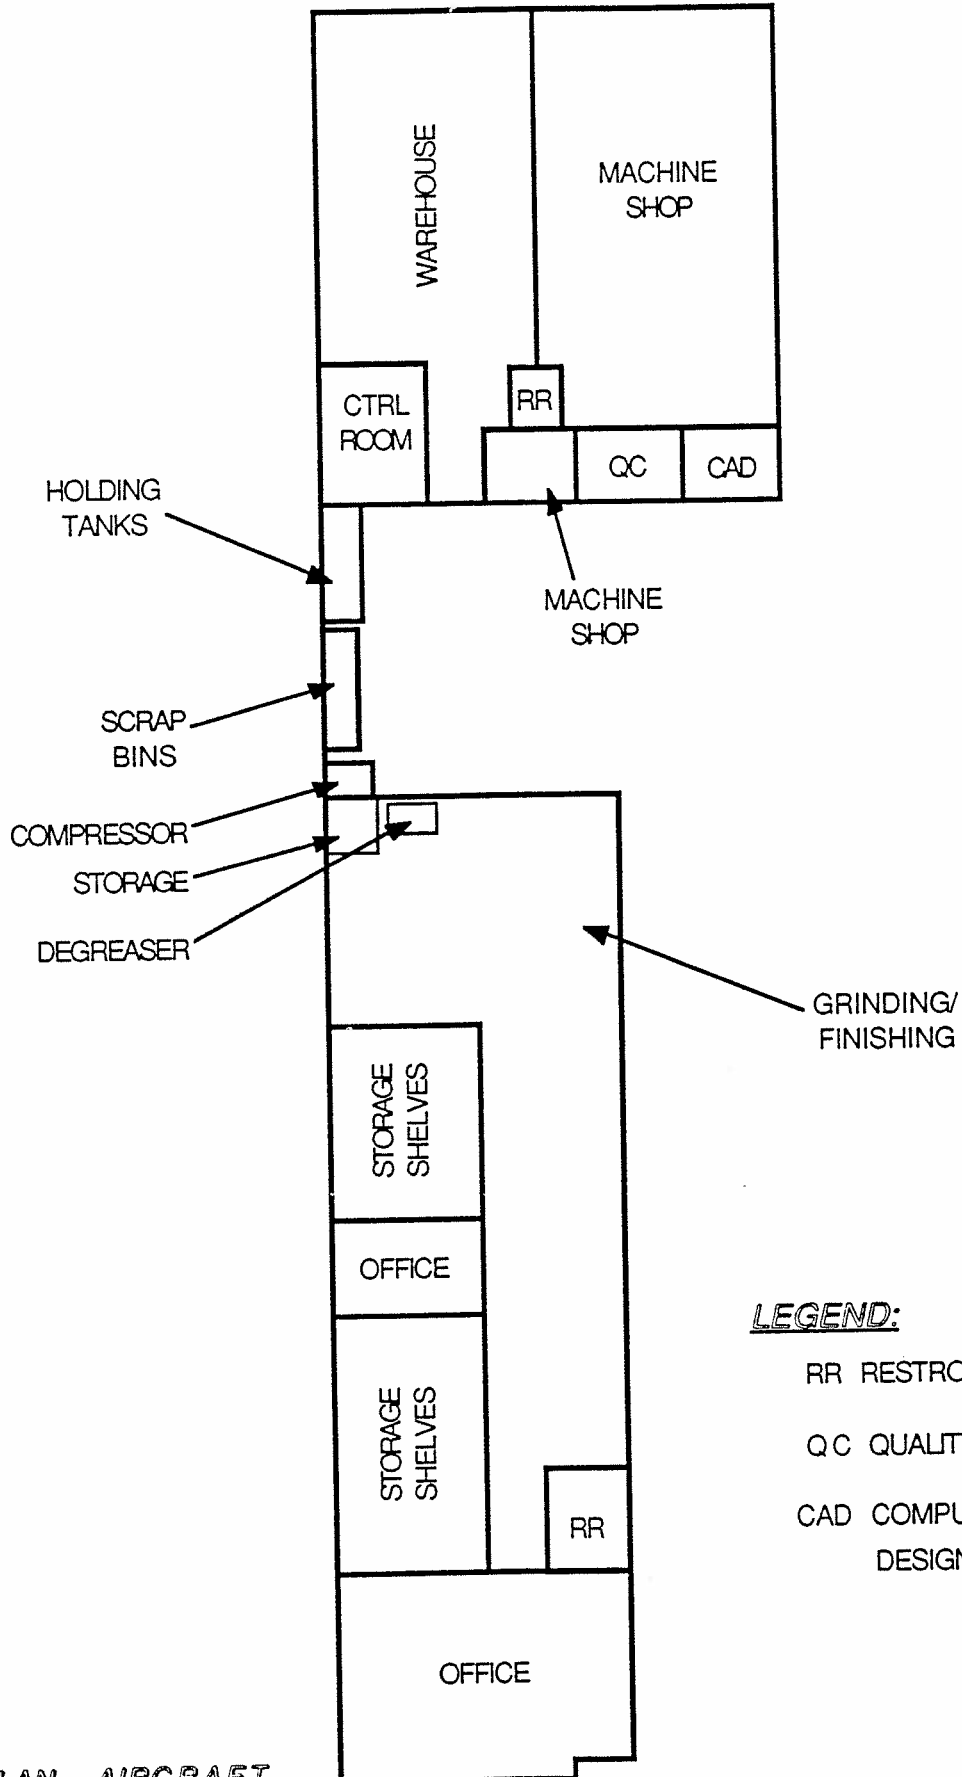 WAREHOUSE
MACHINE
SHOP
CTRL
ROOM
RR
QC
CAD
HOLDING
TANKS
MACHINE
SHOP
SCRAP
BINS
COMPRESSOR
STORAGE
DEGREASER
GRINDING/
FINISHING
STORAGE
SHELVES
OFFICE
STORAGE
SHELVES
RR
OFFICE
LEGEND:
RR RESTRO
QC QUALIT
CAD COMPU
DESIGN
AIRCRAFT